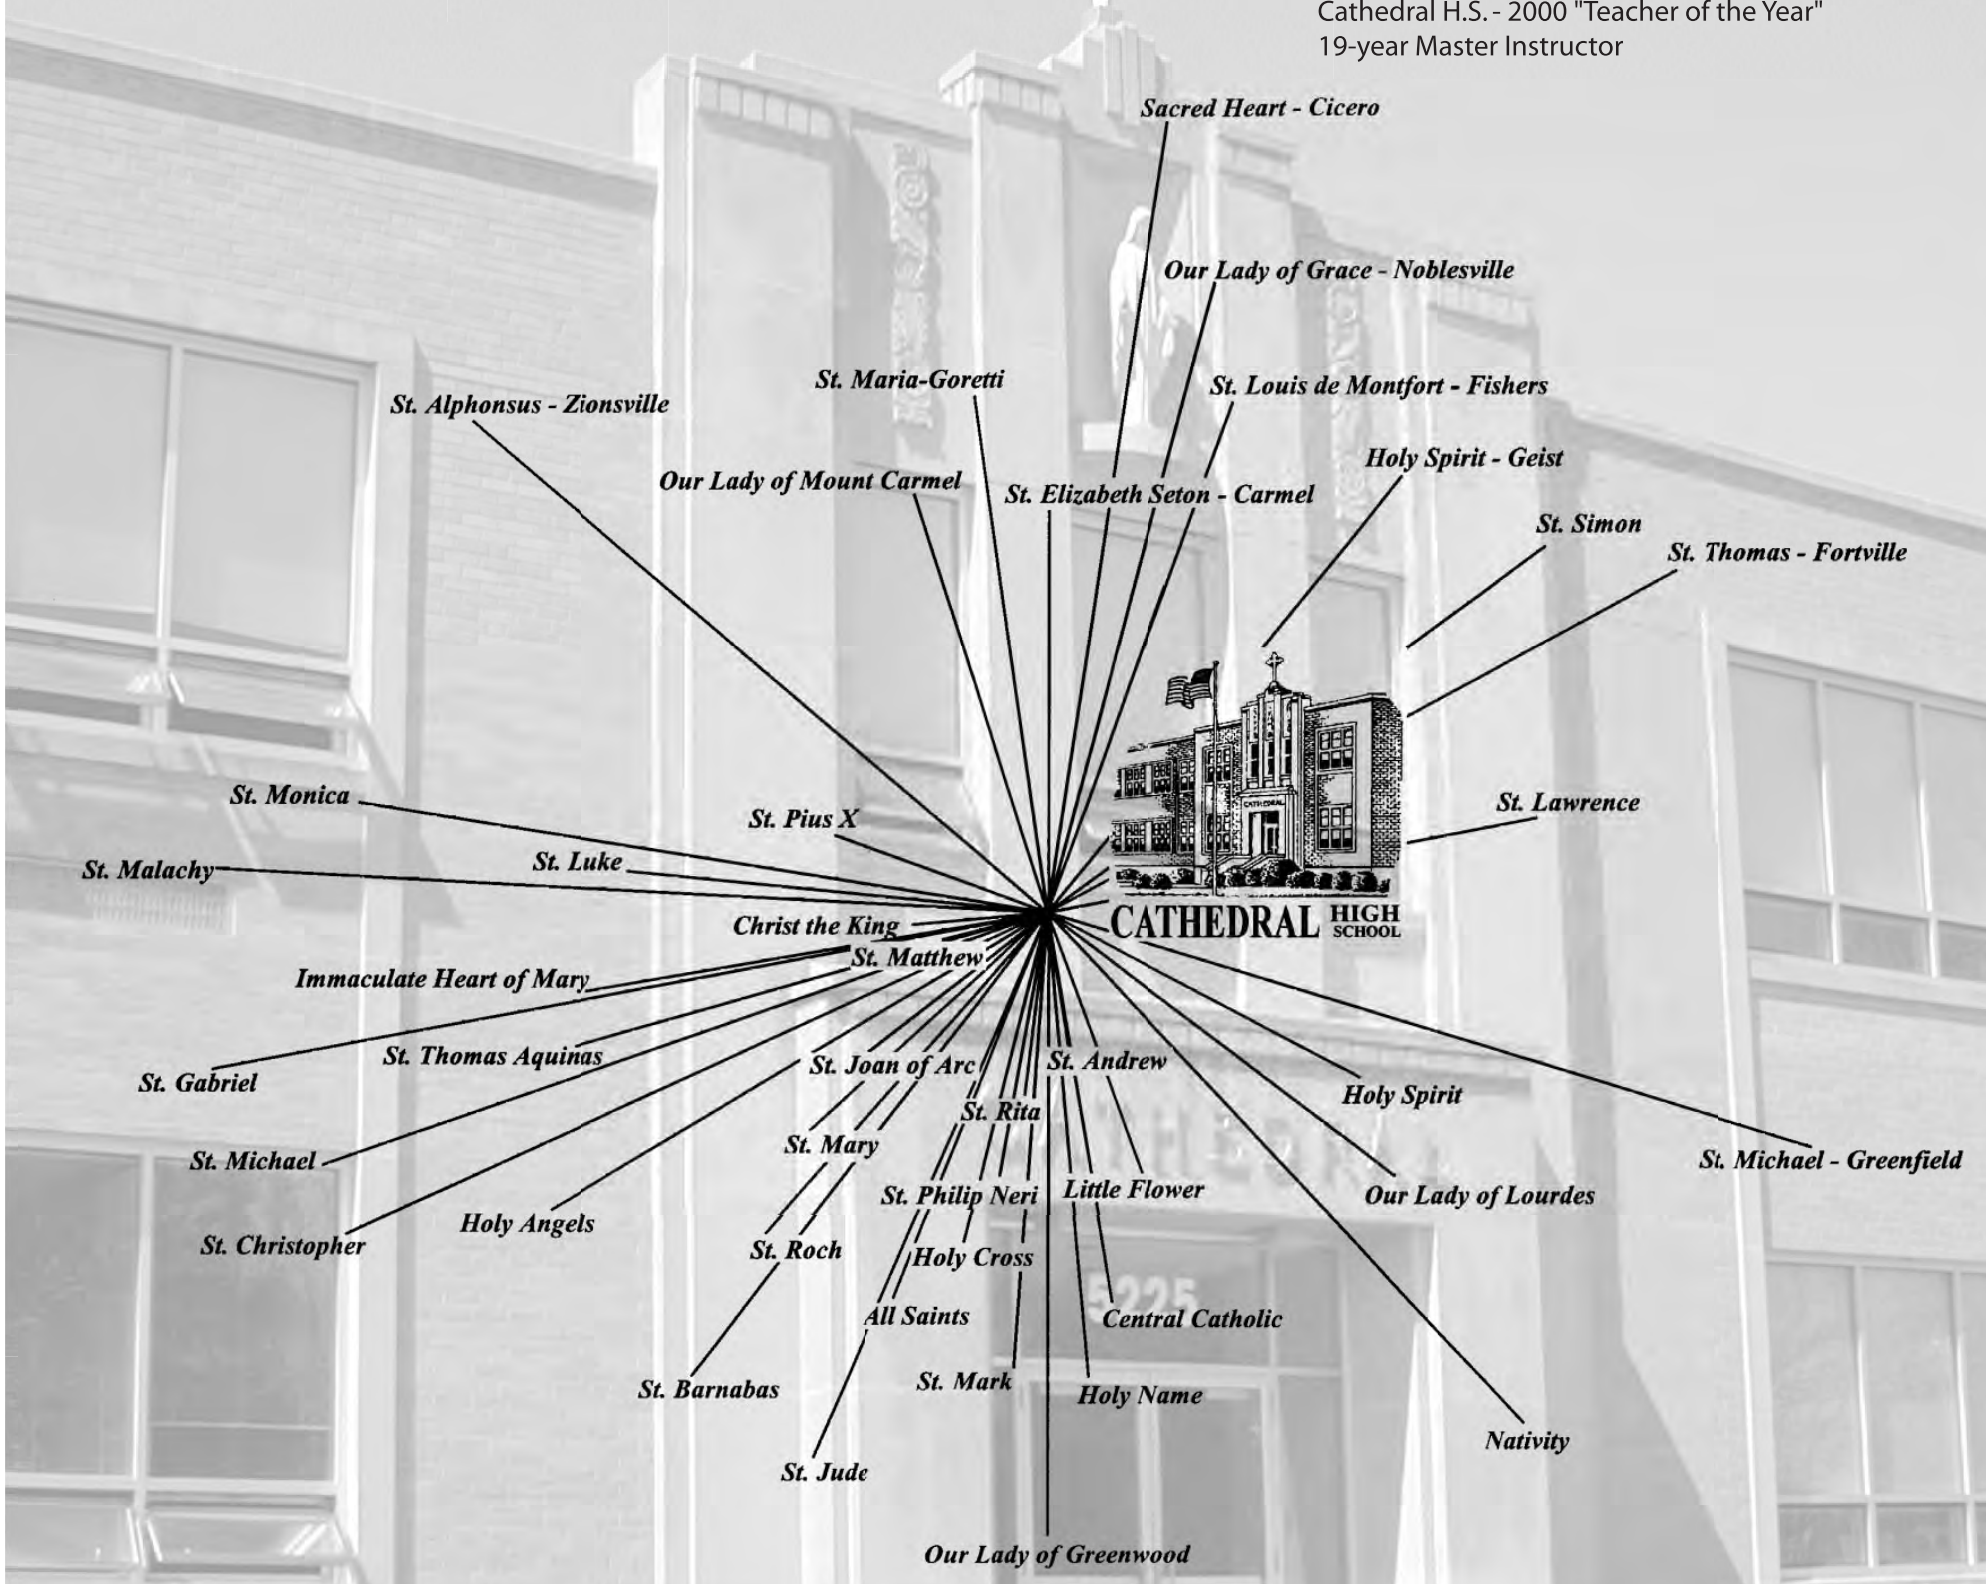 Cathedral H.S. - 2000 "Teacher of the Year"
19-year Master Instructor
Sacred Heart - Cicero
Our Lady of Grace - Noblesville
St. Maria-Goretti
St. Louis de Montfort - Fishers
St. Alphonsus - Zionsville
Holy Spirit - Geist
Our Lady of Mount Carmel
St. Elizabeth Seton - Carmel
St. Simon
St. Thomas - Fortville
St. Monica
St. Lawrence
CATHEDRAL
St. Pius X
St. Luke
St. Malachy
CATHEDRAL HIGH SCHOOL
Christ the King
St. Matthew
Immaculate Heart of Mary
St. Thomas Aquinas
St. Joan of Arc
St. Andrew
St. Gabriel
Holy Spirit
St. Rita
St. Mary
St. Michael
St. Michael - Greenfield
St. Philip Neri
Little Flower
Our Lady of Lourdes
Holy Angels
St. Christopher
St. Roch
Holy Cross
5225
All Saints
Central Catholic
St. Mark
St. Barnabas
Holy Name
Nativity
St. Jude
Our Lady of Greenwood